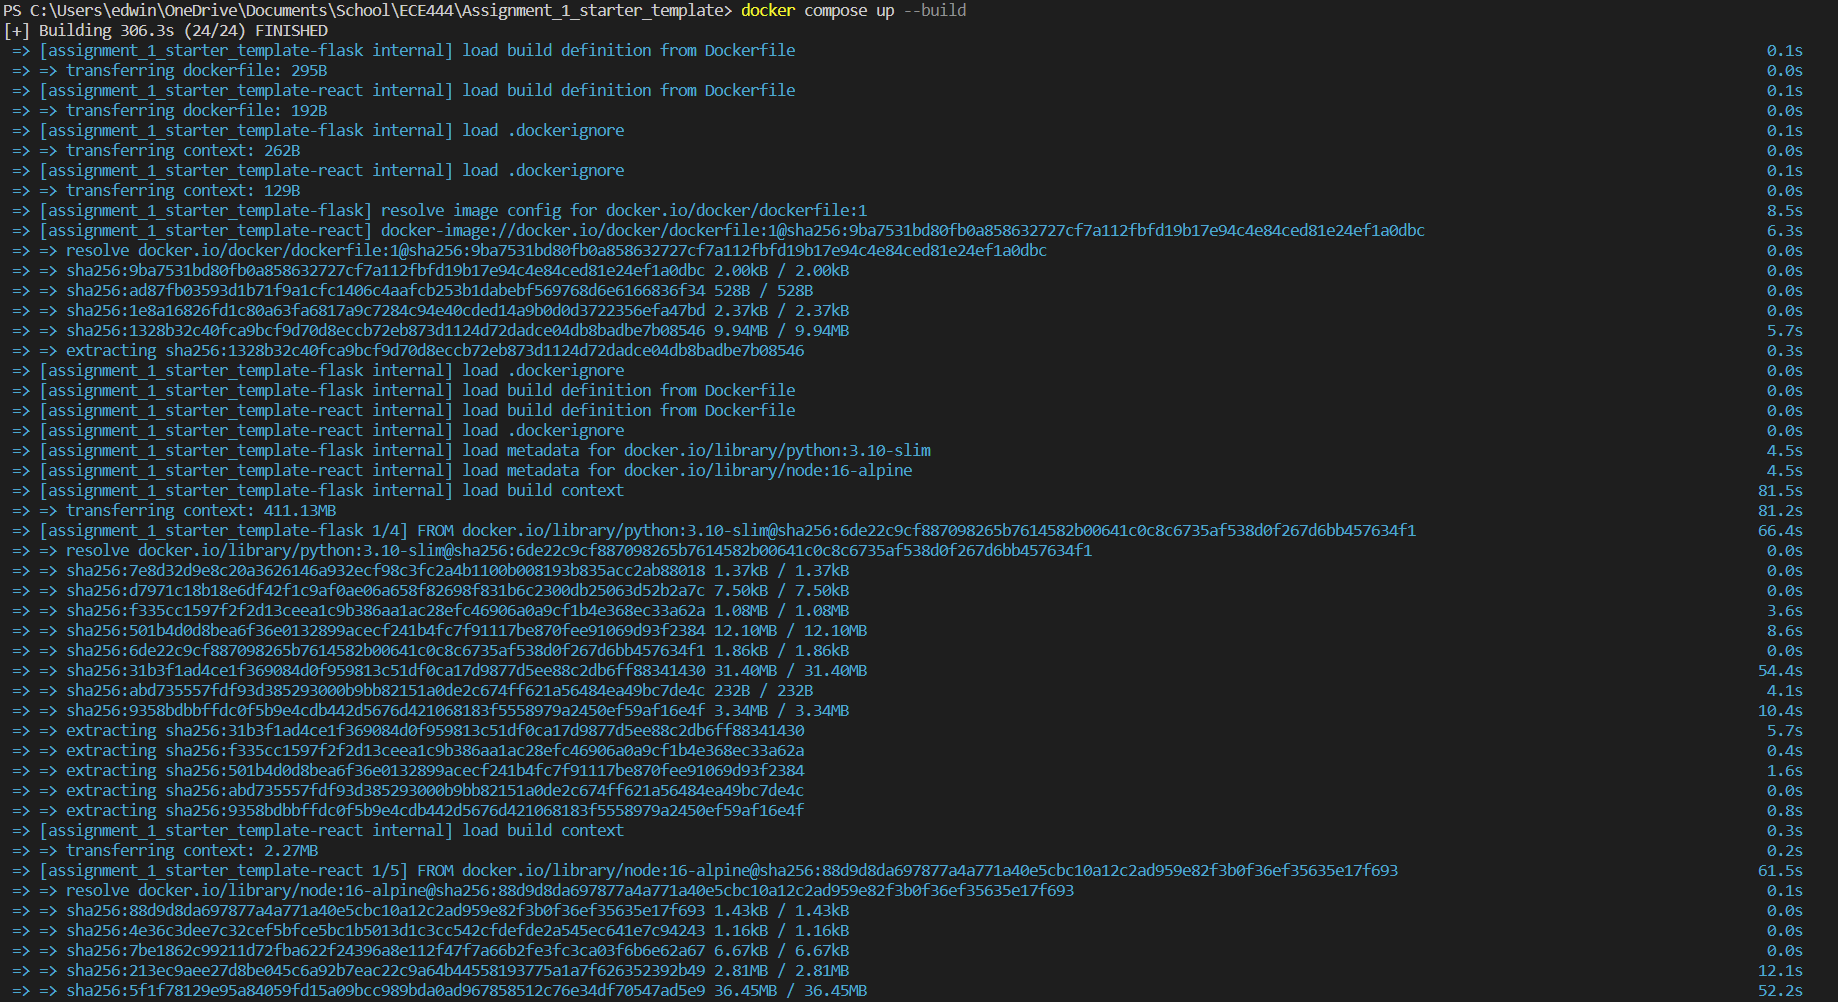 PS C:\Users\edwin\OneDrive\Documents\School\ECE444\Assignment_1_starter_template> docker compose up --build
[+] Building 306.3s (24/24) FINISHED
=> [assignment_1_starter_template-flask internal] load build definition from Dockerfile 0.1s
=> => transferring dockerfile: 295B 0.0s
=> [assignment_1_starter_template-react internal] load build definition from Dockerfile 0.1s
=> => transferring dockerfile: 192B 0.0s
=> [assignment_1_starter_template-flask internal] load .dockerignore 0.1s
=> => transferring context: 262B 0.0s
=> [assignment_1_starter_template-react internal] load .dockerignore 0.1s
=> => transferring context: 129B 0.0s
=> [assignment_1_starter_template-flask] resolve image config for docker.io/docker/dockerfile:1 8.5s
=> [assignment_1_starter_template-react] docker-image://docker.io/docker/dockerfile:1@sha256:9ba7531bd80fb0a858632727cf7a112fbfd19b17e94c4e84ced81e24ef1a0dbc 6.3s
=> => resolve docker.io/docker/dockerfile:1@sha256:9ba7531bd80fb0a858632727cf7a112fbfd19b17e94c4e84ced81e24ef1a0dbc 0.0s
=> => sha256:9ba7531bd80fb0a858632727cf7a112fbfd19b17e94c4e84ced81e24ef1a0dbc 2.00kB / 2.00kB 0.0s
=> => sha256:ad87fb03593d1b71f9a1cfc1406c4aafcb253b1dabebf569768d6e6166836f34 528B / 528B 0.0s
=> => sha256:1e8a16826fd1c80a63fa6817a9c7284c94e40cded14a9b0d0d3722356efa47bd 2.37kB / 2.37kB 0.0s
=> => sha256:1328b32c40fca9bcf9d70d8eccb72eb873d1124d72dadce04db8badbe7b08546 9.94MB / 9.94MB 5.7s
=> => extracting sha256:1328b32c40fca9bcf9d70d8eccb72eb873d1124d72dadce04db8badbe7b08546 0.3s
=> [assignment_1_starter_template-flask internal] load .dockerignore 0.0s
=> [assignment_1_starter_template-flask internal] load build definition from Dockerfile 0.0s
=> [assignment_1_starter_template-react internal] load build definition from Dockerfile 0.0s
=> [assignment_1_starter_template-react internal] load .dockerignore 0.0s
=> [assignment_1_starter_template-flask internal] load metadata for docker.io/library/python:3.10-slim 4.5s
=> [assignment_1_starter_template-react internal] load metadata for docker.io/library/node:16-alpine 4.5s
=> [assignment_1_starter_template-flask internal] load build context 81.5s
=> => transferring context: 411.13MB 81.2s
=> [assignment_1_starter_template-flask 1/4] FROM docker.io/library/python:3.10-slim@sha256:6de22c9cf887098265b7614582b00641c0c8c6735af538d0f267d6bb457634f1 66.4s
=> => resolve docker.io/library/python:3.10-slim@sha256:6de22c9cf887098265b7614582b00641c0c8c6735af538d0f267d6bb457634f1 0.0s
=> => sha256:7e8d32d9e8c20a3626146a932ecf98c3fc2a4b1100b008193b835acc2ab88018 1.37kB / 1.37kB 0.0s
=> => sha256:d7971c18b18e6df42f1c9af0ae06a658f82698f831b6c2300db25063d52b2a7c 7.50kB / 7.50kB 0.0s
=> => sha256:f335cc1597f2f2d13ceea1c9b386aa1ac28efc46906a0a9cf1b4e368ec33a62a 1.08MB / 1.08MB 3.6s
=> => sha256:501b4d0d8bea6f36e0132899acecf241b4fc7f91117be870fee91069d93f2384 12.10MB / 12.10MB 8.6s
=> => sha256:6de22c9cf887098265b7614582b00641c0c8c6735af538d0f267d6bb457634f1 1.86kB / 1.86kB 0.0s
=> => sha256:31b3f1ad4ce1f369084d0f959813c51df0ca17d9877d5ee88c2db6ff88341430 31.40MB / 31.40MB 54.4s
=> => sha256:abd735557fdf93d385293000b9bb82151a0de2c674ff621a56484ea49bc7de4c 232B / 232B 4.1s
=> => sha256:9358bdbbffdc0f5b9e4cdb442d5676d421068183f5558979a2450ef59af16e4f 3.34MB / 3.34MB 10.4s
=> => extracting sha256:31b3f1ad4ce1f369084d0f959813c51df0ca17d9877d5ee88c2db6ff88341430 5.7s
=> => extracting sha256:f335cc1597f2f2d13ceea1c9b386aa1ac28efc46906a0a9cf1b4e368ec33a62a 0.4s
=> => extracting sha256:501b4d0d8bea6f36e0132899acecf241b4fc7f91117be870fee91069d93f2384 1.6s
=> => extracting sha256:abd735557fdf93d385293000b9bb82151a0de2c674ff621a56484ea49bc7de4c 0.0s
=> => extracting sha256:9358bdbbffdc0f5b9e4cdb442d5676d421068183f5558979a2450ef59af16e4f 0.8s
=> [assignment_1_starter_template-react internal] load build context 0.3s
=> => transferring context: 2.27MB 0.2s
=> [assignment_1_starter_template-react 1/5] FROM docker.io/library/node:16-alpine@sha256:88d9d8da697877a4a771a40e5cbc10a12c2ad959e82f3b0f36ef35635e17f693 61.5s
=> => resolve docker.io/library/node:16-alpine@sha256:88d9d8da697877a4a771a40e5cbc10a12c2ad959e82f3b0f36ef35635e17f693 0.1s
=> => sha256:88d9d8da697877a4a771a40e5cbc10a12c2ad959e82f3b0f36ef35635e17f693 1.43kB / 1.43kB 0.0s
=> => sha256:4e36c3dee7c32cef5bfce5bc1b5013d1c3cc542cfdefde2a545ec641e7c94243 1.16kB / 1.16kB 0.0s
=> => sha256:7be1862c99211d72fba622f24396a8e112f47f7a66b2fe3fc3ca03f6b6e62a67 6.67kB / 6.67kB 0.0s
=> => sha256:213ec9aee27d8be045c6a92b7eac22c9a64b44558193775a1a7f626352392b49 2.81MB / 2.81MB 12.1s
=> => sha256:5f1f78129e95a84059fd15a09bcc989bda0ad967858512c76e34df70547ad5e9 36.45MB / 36.45MB 52.2s